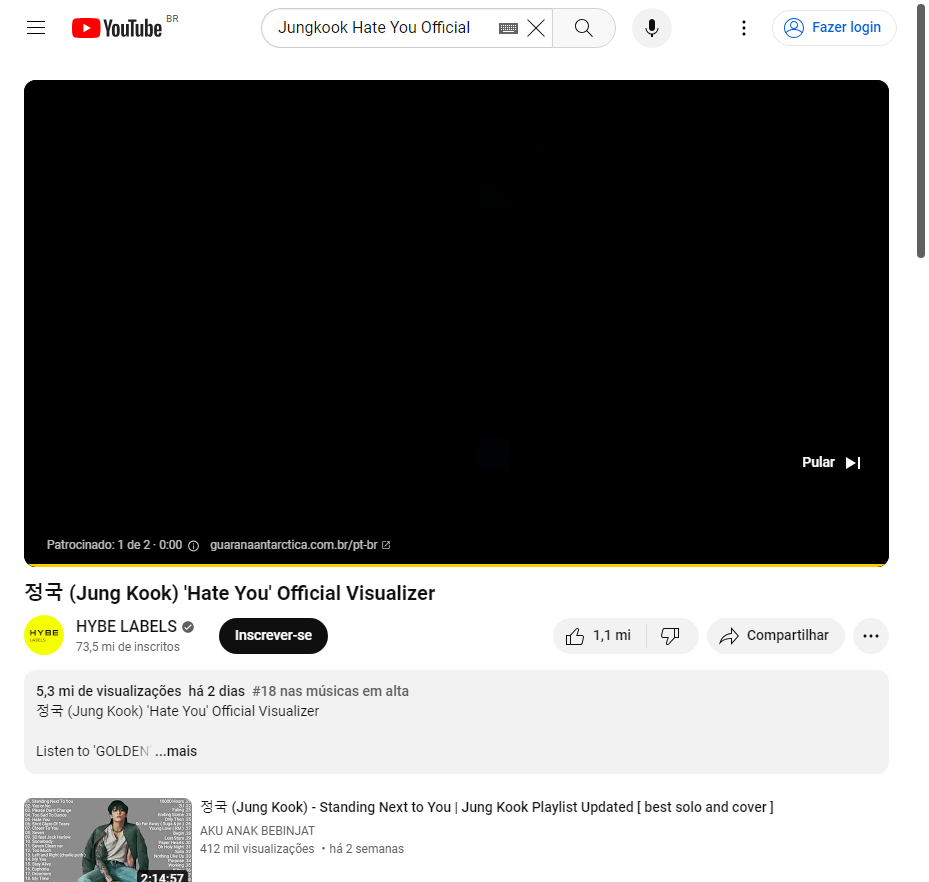 YouTube BR
Jungkook Hate You Official
Fazer login
Pular
Patrocinado: 1 de 2 · 0:00 guaranaantarctica.com.br/pt-br
정국 (Jung Kook) 'Hate You' Official Visualizer
HYBE LABELS
HYBE LABELS
73,5 mi de inscritos
Inscrever-se
1,1 mi
Compartilhar
5,3 mi de visualizações há 2 dias #18 nas músicas em alta
정국 (Jung Kook) 'Hate You' Official Visualizer
Listen to 'GOLDEN' ...mais
정국 (Jung Kook) - Standing Next to You | Jung Kook Playlist Updated [ best solo and cover ]
AKU ANAK BEBINJAT
412 mil visualizações • há 2 semanas
2:14:57